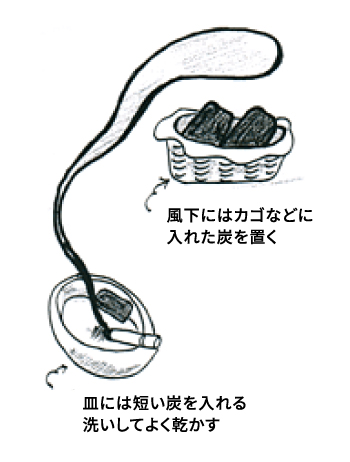 風下にはカゴなどに
入れた炭を置く
皿には短い炭を入れる
洗いしてよく乾かす